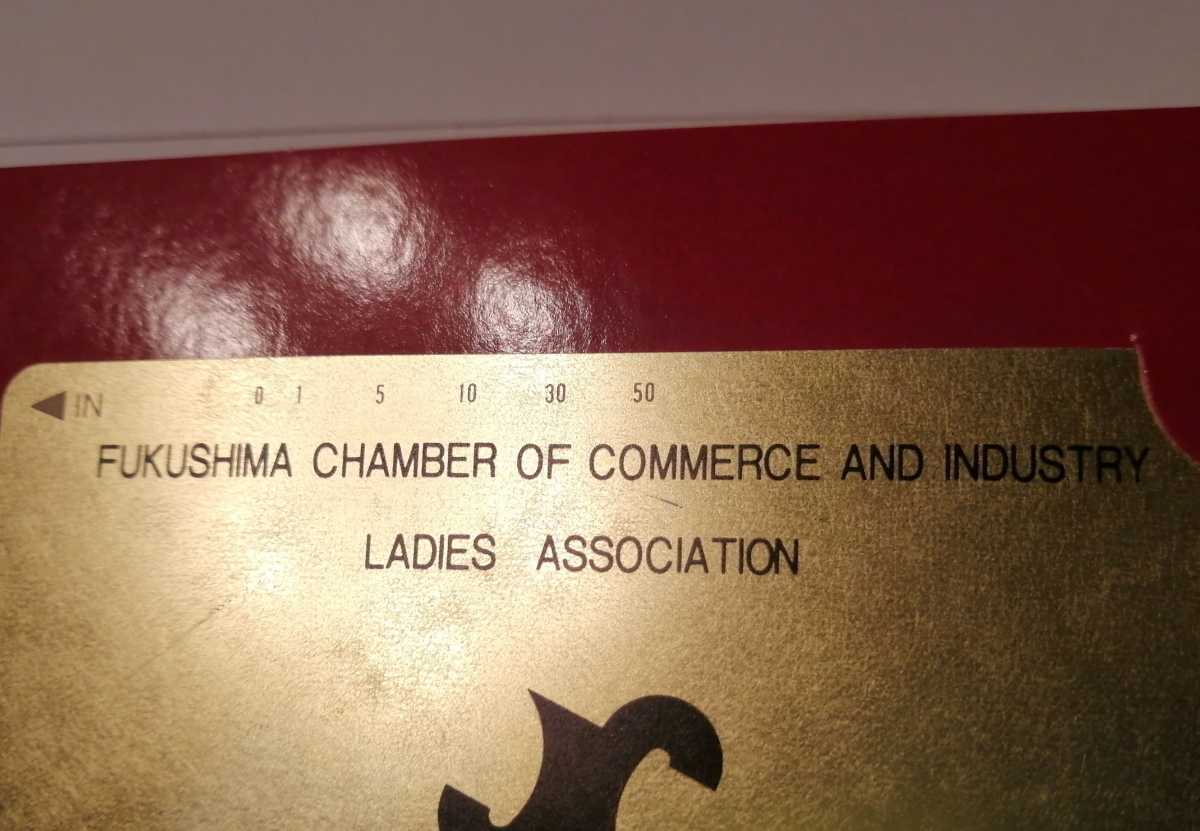 ◀ IN 0 1 5 10 30 50
FUKUSHIMA CHAMBER OF COMMERCE AND INDUSTRY
LADIES ASSOCIATION